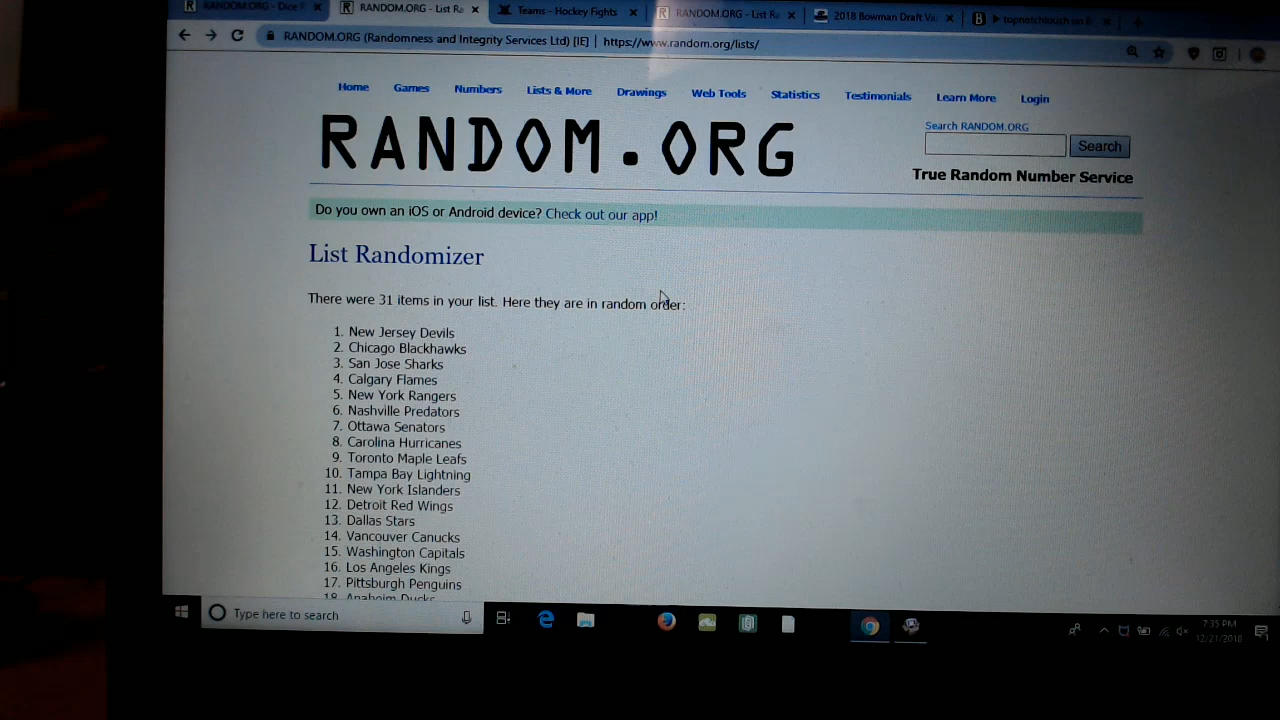 RANDOM.ORG - Dice R
RANDOM.ORG - List Ra
Teams - Hockey Fights
RANDOM.ORG - List Ra
2018 Bowman Draft
RANDOM.ORG (Randomness and Integrity Services Ltd) [IE] | https://www.random.org/lists/
Home Games Numbers Lists & More Drawings Web Tools Statistics Testimonials Learn More Login
RANDOM.ORG
Search RANDOM.ORG
Search
True Random Number Service
Do you own an iOS or Android device? Check out our app!
List Randomizer
There were 31 items in your list. Here they are in random order:
1. New Jersey Devils
2. Chicago Blackhawks
3. San Jose Sharks
4. Calgary Flames
5. New York Rangers
6. Nashville Predators
7. Ottawa Senators
8. Carolina Hurricanes
9. Toronto Maple Leafs
10. Tampa Bay Lightning
11. New York Islanders
12. Detroit Red Wings
13. Dallas Stars
14. Vancouver Canucks
15. Washington Capitals
16. Los Angeles Kings
17. Pittsburgh Penguins
18. Anaheim Ducks
Type here to search
7:35 PM
12/21/2018